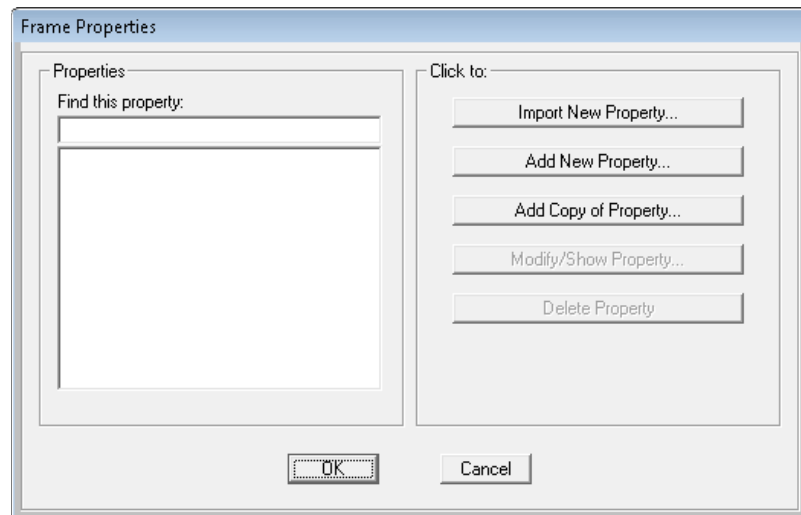 Frame Properties
Properties
Find this property:
Click to:
Import New Property...
Add New Property...
Add Copy of Property...
Modify/Show Property...
Delete Property
OK
Cancel